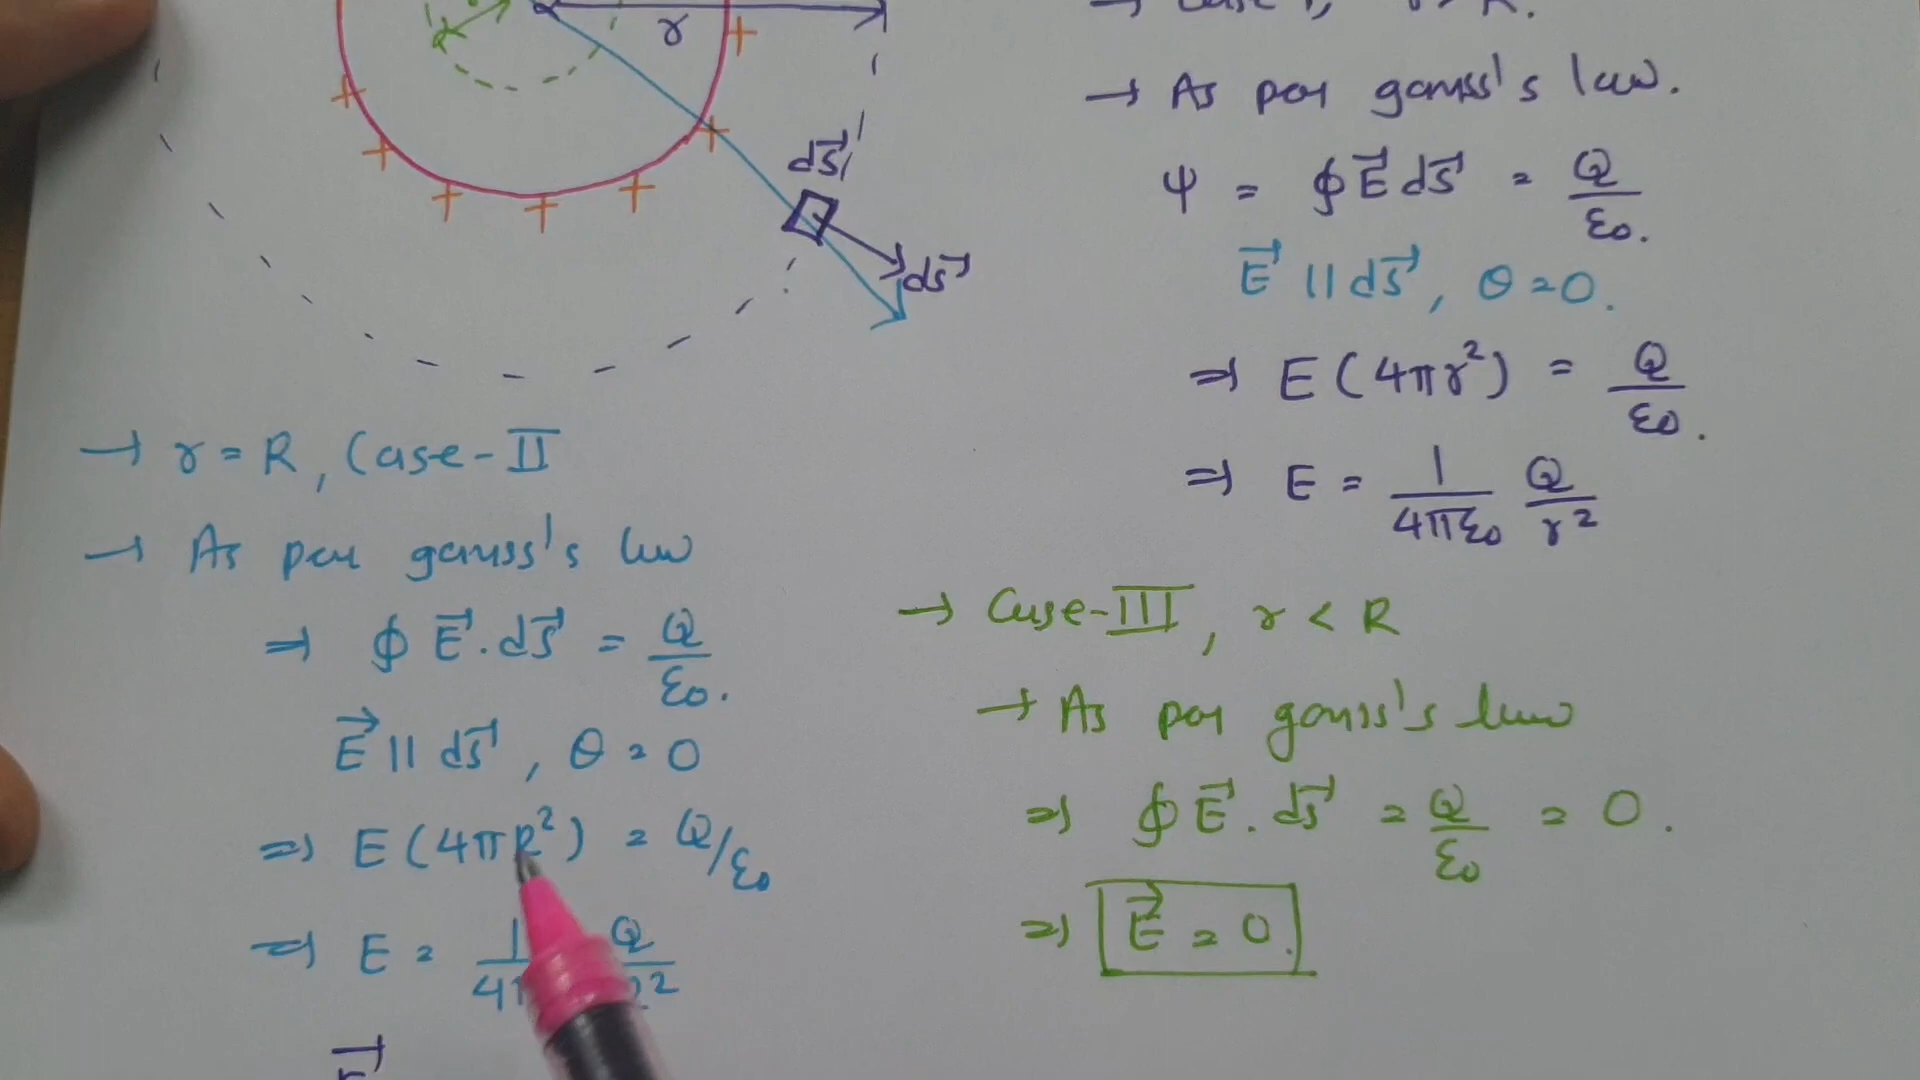 r
+
+
+
+
+
+
+
ds⃗
ds⃗
→ r = R, Case-II
→ As per gauss's law
⇒ ∮ E⃗ . ds⃗ = Q/ε0.
E⃗ || ds⃗, θ = 0
⇒ E (4πR²) = Q/ε0
⇒ E =
→ Case I, r > R.
→ As per gauss's law.
ψ = ∮ E⃗ ds⃗ = Q/ε0.
E⃗ || ds⃗, θ = 0.
⇒ E (4πr²) = Q/ε0.
⇒ E = 1/4πε0 Q/r²
→ Case-III, r < R
→ As per gauss's law
⇒ ∮ E⃗ . ds⃗ = Q/ε0 = 0.
⇒ E⃗ = 0.